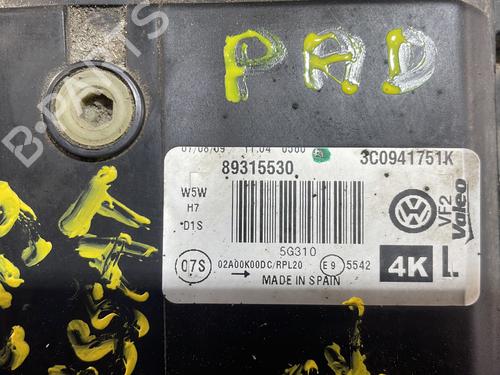 PAD
B-PARTS
07/08/09 11:04 0500
89315530 3C0941751K
W5W
H7
D1S
5G310
VF2 Valeo
07S 02A00K00DC/RPL20 E9 5542 4K L
MADE IN SPAIN